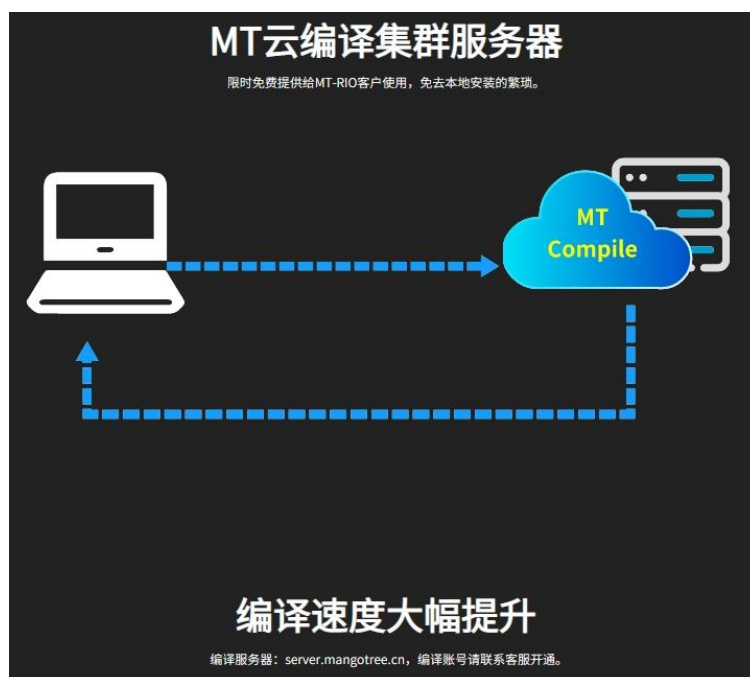 MT云编译集群服务器
限时免费提供给MT-RIO客户使用，免去本地安装的繁琐。
MT
Compile
编译速度大幅提升
编译服务器：server.mangotree.cn，编译账号请联系客服开通。